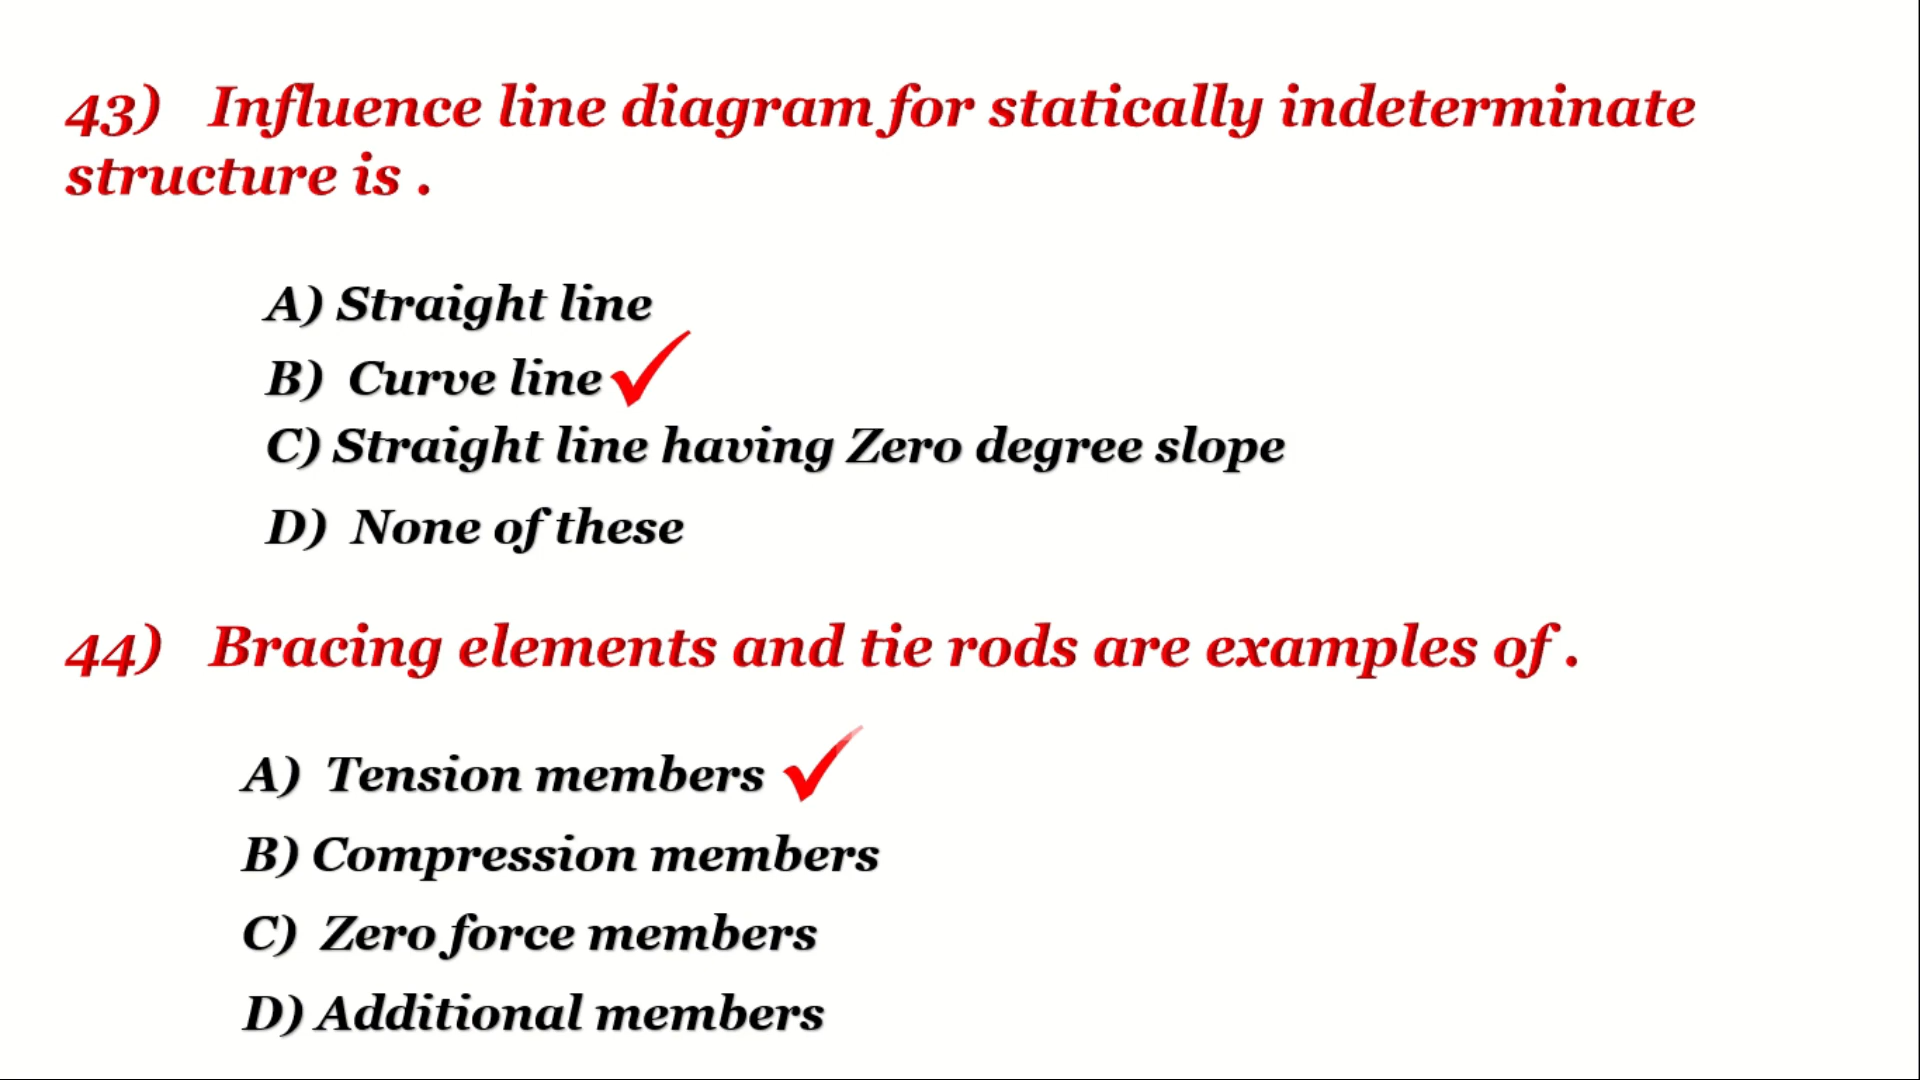 43) Influence line diagram for statically indeterminate
structure is .
A) Straight line
B) Curve line
C) Straight line having Zero degree slope
D) None of these
44) Bracing elements and tie rods are examples of .
A) Tension members
B) Compression members
C) Zero force members
D) Additional members